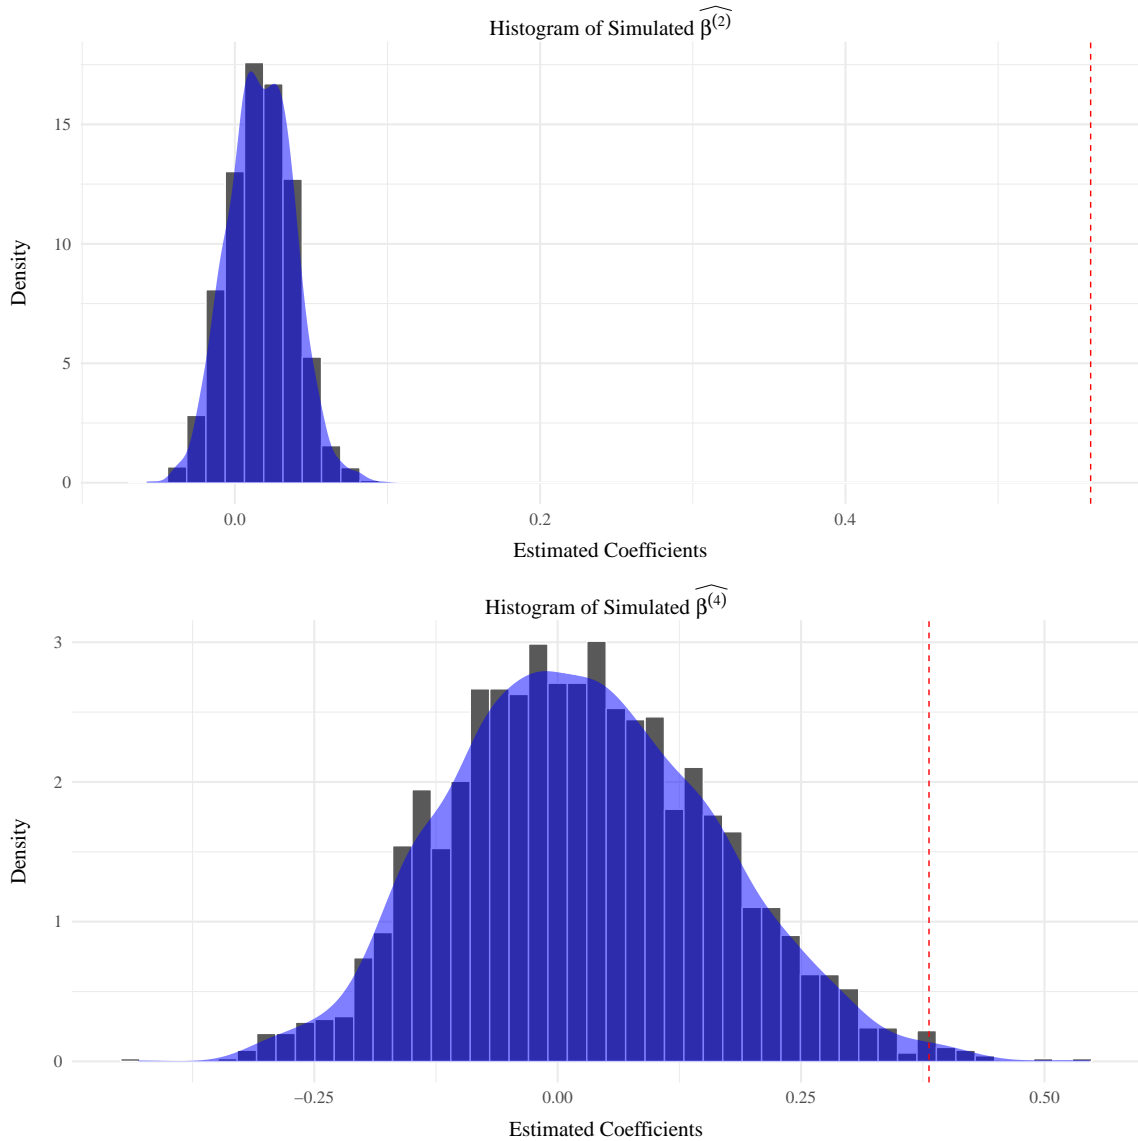 Histogram of Simulated β̂⁽²⁾
Density
15
10
5
0
0.0 0.2 0.4
Estimated Coefficients
Histogram of Simulated β̂⁽⁴⁾
Density
3
2
1
0
−0.25 0.00 0.25 0.50
Estimated Coefficients